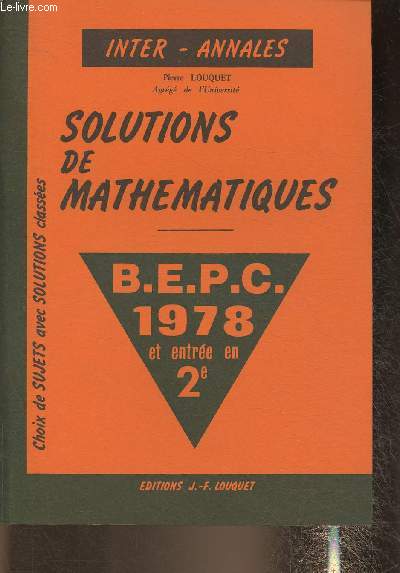 © Le-livre.com
INTER - ANNALES
Pierre LOUQUET
Agrégé de l'Université
SOLUTIONS
DE
MATHEMATIQUES
Choix de SUJETS avec SOLUTIONS classées
B.E.P.C.
1978
et entrée en
2e
EDITIONS J.-F. LOUQUET